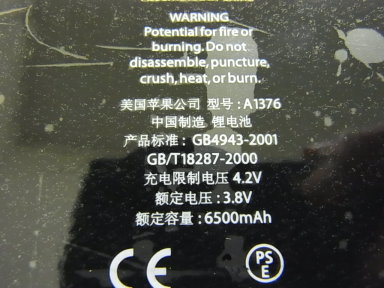 WARNING
Potential for fire or
burning. Do not
disassemble, puncture,
crush, heat, or burn.
美国苹果公司 型号：A1376
中国制造 锂电池
产品标准：GB4943-2001
GB/T18287-2000
充电限制电压 4.2V
额定电压：3.8V
额定容量：6500mAh
CE
PS
E